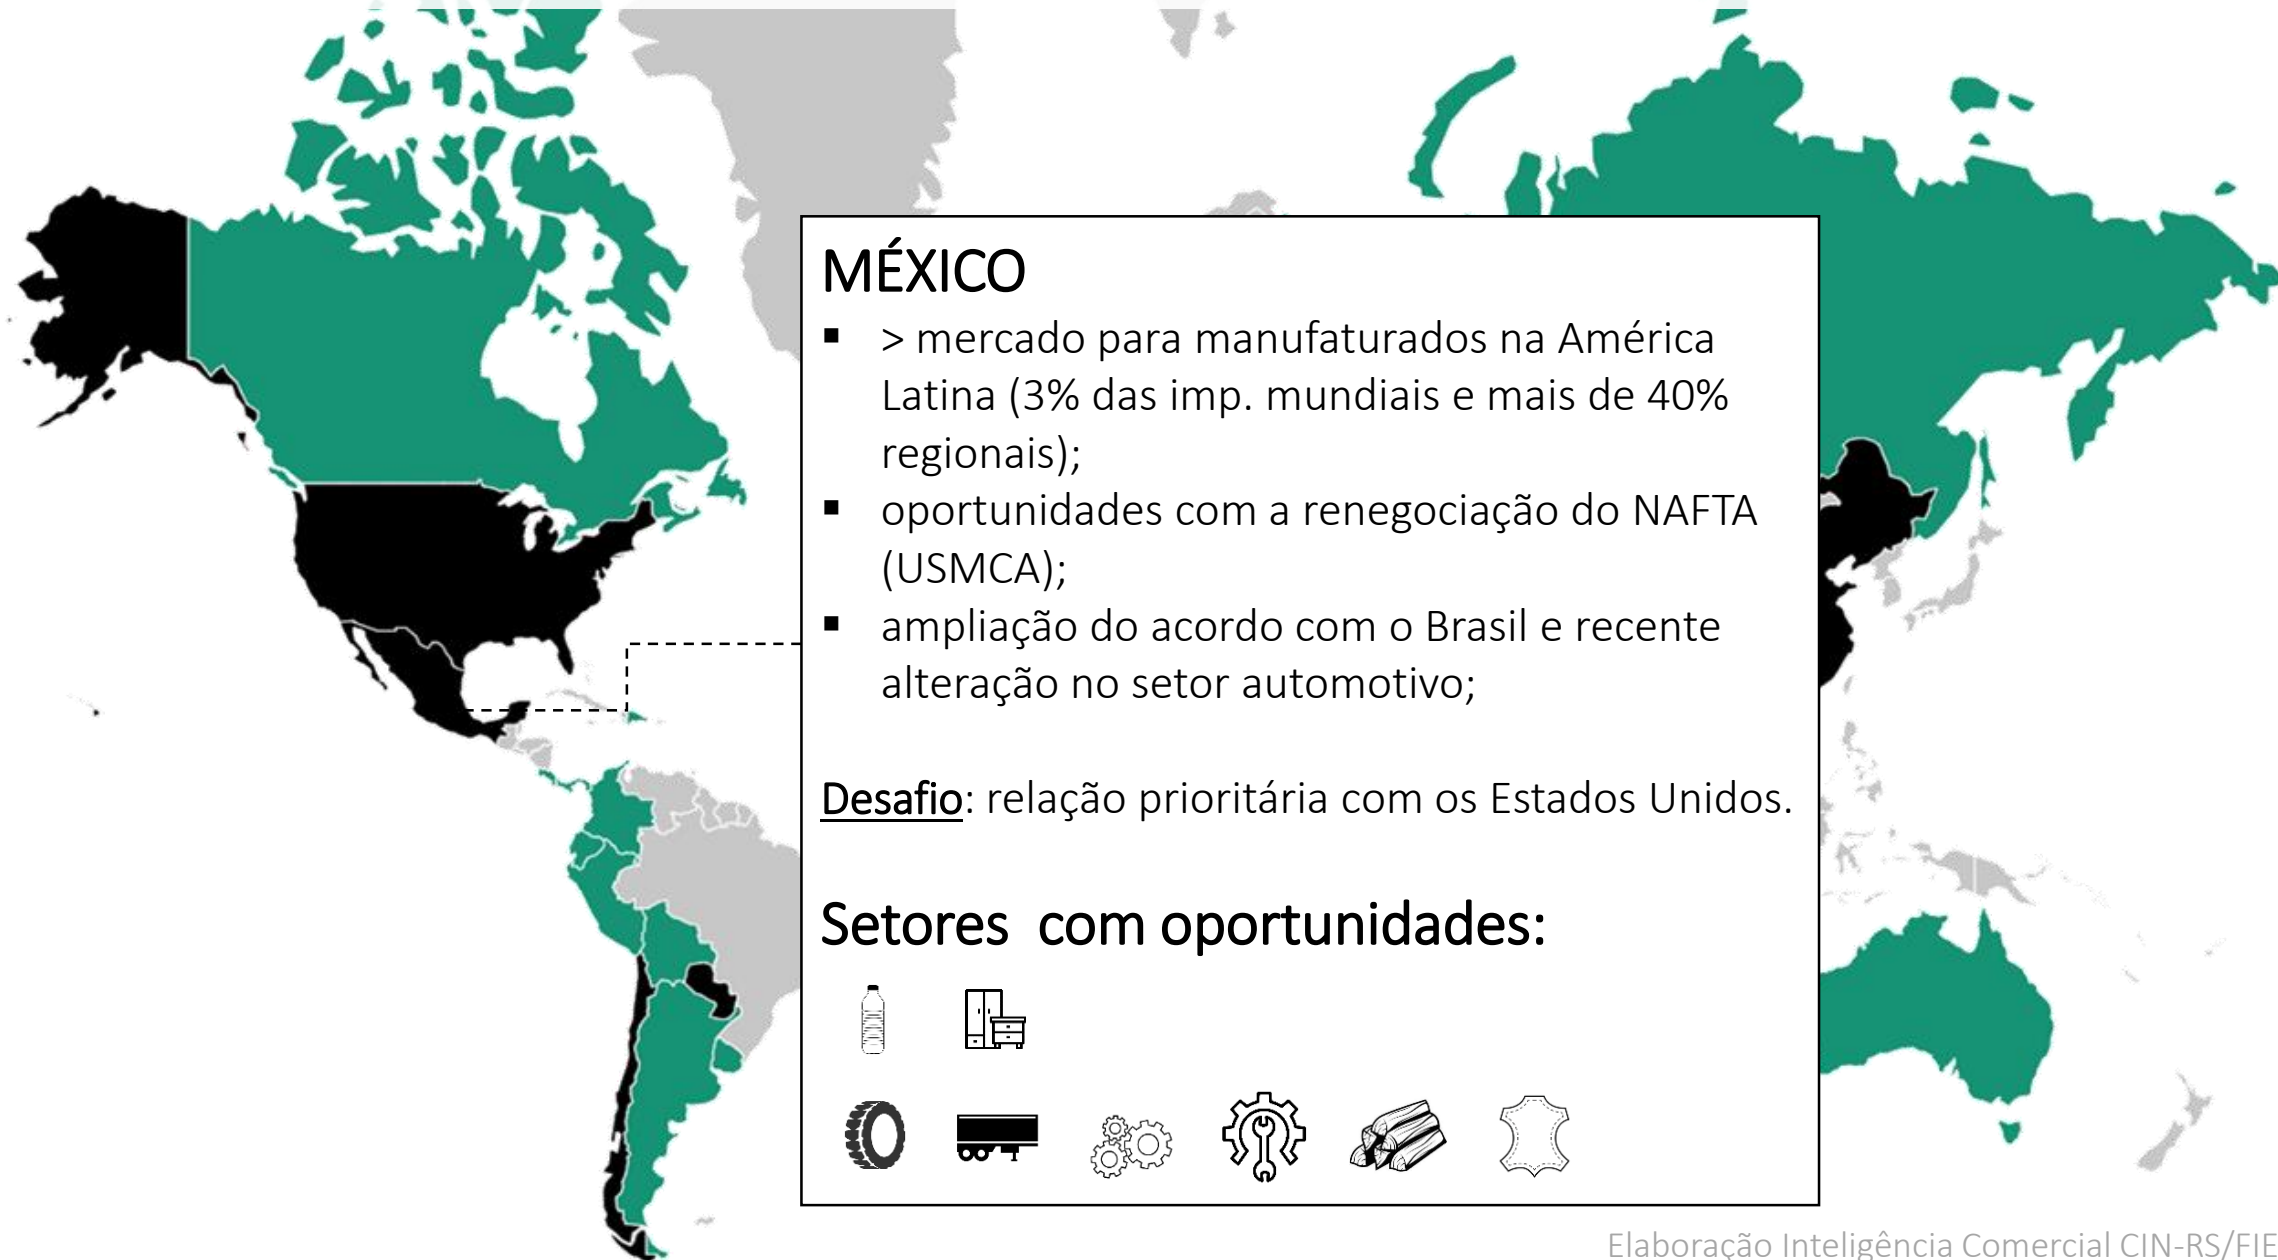 MÉXICO
▪ > mercado para manufaturados na América
Latina (3% das imp. mundiais e mais de 40%
regionais);
▪ oportunidades com a renegociação do NAFTA
(USMCA);
▪ ampliação do acordo com o Brasil e recente
alteração no setor automotivo;
Desafio: relação prioritária com os Estados Unidos.
Setores com oportunidades:
Elaboração Inteligência Comercial CIN-RS/FIE